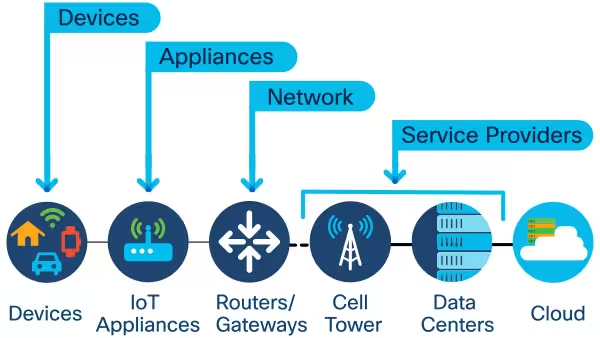 Devices
Appliances
Network
Service Providers
Devices
IoT
Appliances
Routers/
Gateways
Cell
Tower
Data
Centers
Cloud